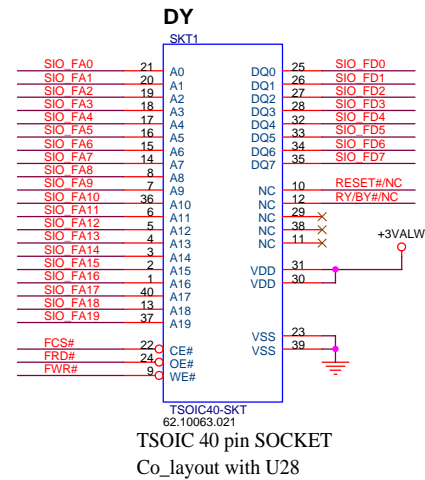 DY
SKT1
SIO_FA0 21 A0 DQ0 25 SIO_FD0
SIO_FA1 20 A1 DQ1 26 SIO_FD1
SIO_FA2 19 A2 DQ2 27 SIO_FD2
SIO_FA3 18 A3 DQ3 28 SIO_FD3
SIO_FA4 17 A4 DQ4 32 SIO_FD4
SIO_FA5 16 A5 DQ5 33 SIO_FD5
SIO_FA6 15 A6 DQ6 34 SIO_FD6
SIO_FA7 14 A7 DQ7 35 SIO_FD7
SIO_FA8 8 A8
SIO_FA9 7 A9 NC 10 RESET#/NC
SIO_FA10 36 A10 NC 12 RY/BY#/NC
SIO_FA11 6 A11 NC 29
SIO_FA12 5 A12 NC 38
SIO_FA13 4 A13 NC 11
+3VALW
SIO_FA14 3 A14
SIO_FA15 2 A15 VDD 31
SIO_FA16 1 A16 VDD 30
SIO_FA17 40 A17
SIO_FA18 13 A18
SIO_FA19 37 A19
VSS 23
VSS 39
FCS# 22 CE#
FRD# 24 OE#
FWR# 9 WE#
TSOIC40-SKT
62.10063.021
TSOIC 40 pin SOCKET
Co_layout with U28